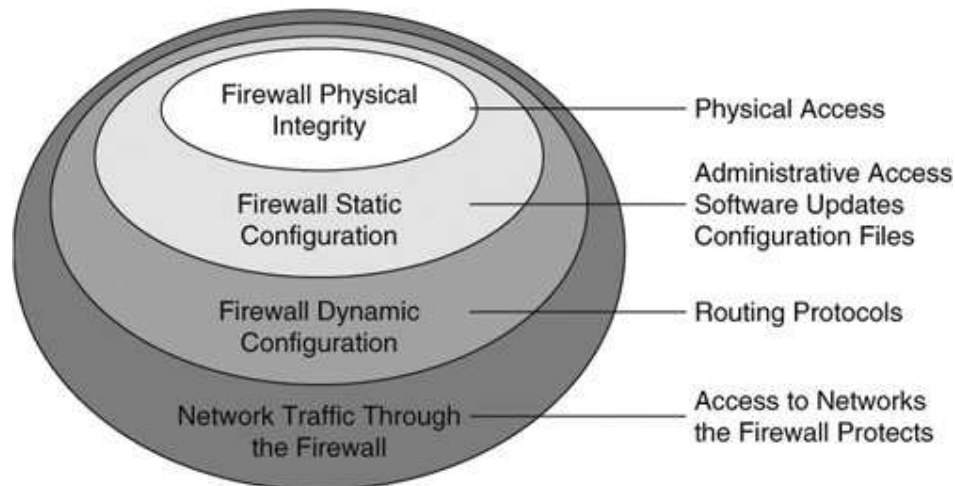 Firewall Physical
Integrity
Physical Access
Firewall Static
Configuration
Administrative Access
Software Updates
Configuration Files
Firewall Dynamic
Configuration
Routing Protocols
Network Traffic Through
the Firewall
Access to Networks
the Firewall Protects